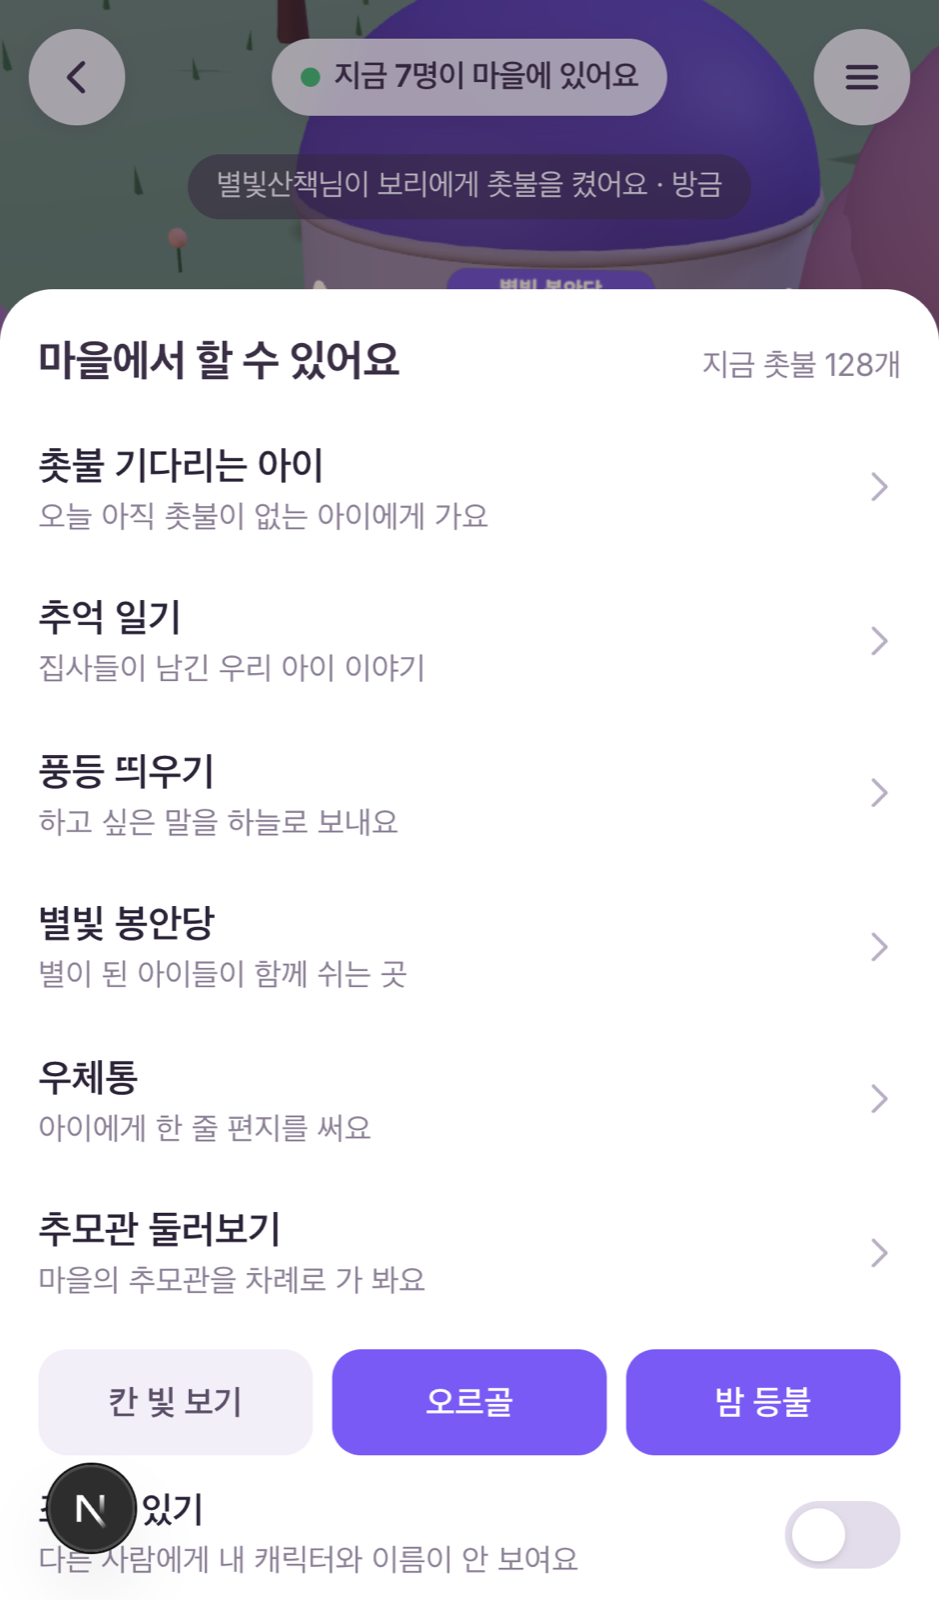 지금 7명이 마을에 있어요
별빛산책님이 보리에게 촛불을 켰어요 · 방금
별빛 봉안당
마을에서 할 수 있어요
지금 촛불 128개
촛불 기다리는 아이
오늘 아직 촛불이 없는 아이에게 가요
추억 일기
집사들이 남긴 우리 아이 이야기
풍등 띄우기
하고 싶은 말을 하늘로 보내요
별빛 봉안당
별이 된 아이들이 함께 쉬는 곳
우체통
아이에게 한 줄 편지를 써요
추모관 둘러보기
마을의 추모관을 차례로 가 봐요
칸 빛 보기
오르골
밤 등불
N
있기
다른 사람에게 내 캐릭터와 이름이 안 보여요